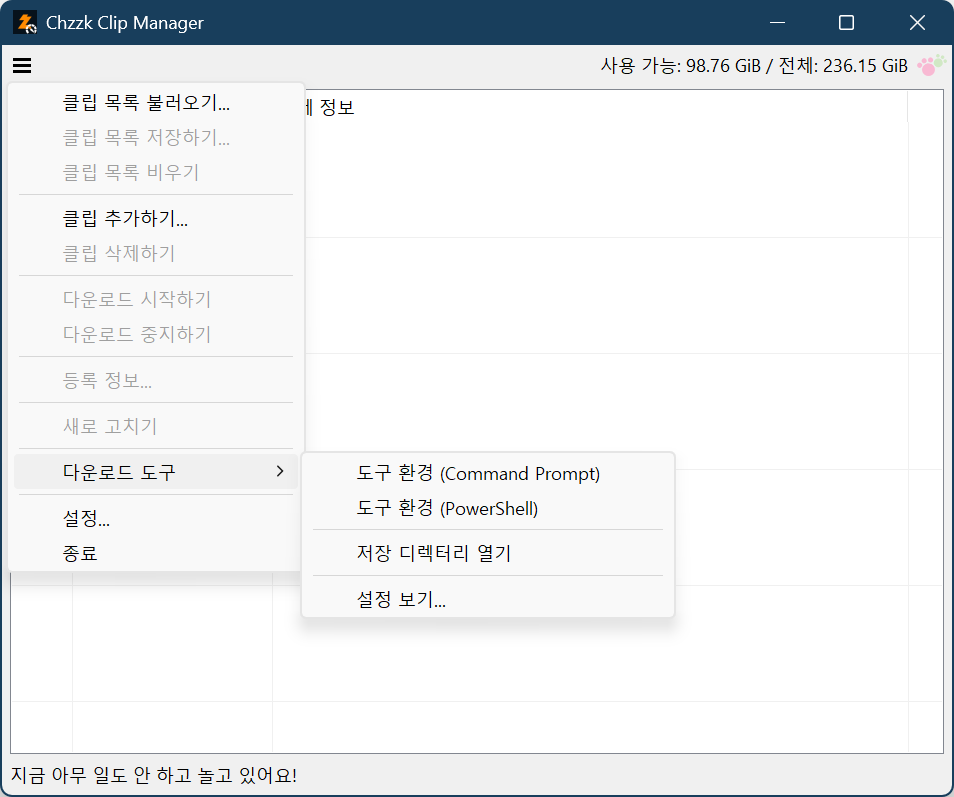 Chzzk Clip Manager
사용 가능: 98.76 GiB / 전체: 236.15 GiB
정보
클립 목록 불러오기...
클립 목록 저장하기...
클립 목록 비우기
클립 추가하기...
클립 삭제하기
다운로드 시작하기
다운로드 중지하기
등록 정보...
새로 고치기
다운로드 도구
도구 환경 (Command Prompt)
도구 환경 (PowerShell)
저장 디렉터리 열기
설정 보기...
설정...
종료
지금 아무 일도 안 하고 놀고 있어요!